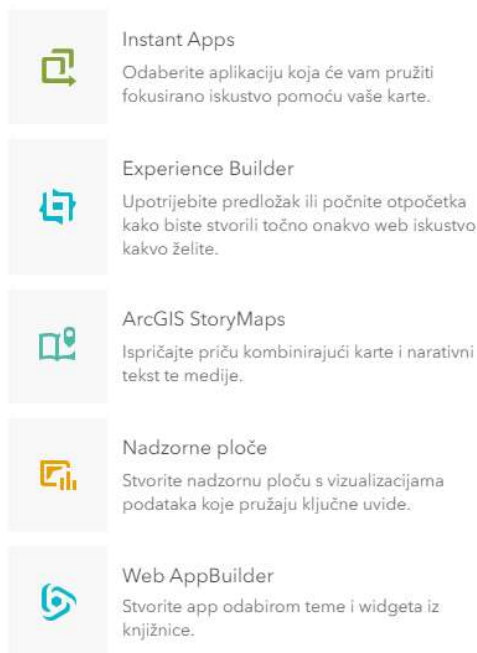 Instant Apps
Odaberite aplikaciju koja će vam pružiti
fokusirano iskustvo pomoću vaše karte.
Experience Builder
Upotrijebite predložak ili počnite otpočetka
kako biste stvorili točno onakvo web iskustvo
kakvo želite.
ArcGIS StoryMaps
Ispričajte priču kombinirajući karte i narativni
tekst te medije.
Nadzorne ploče
Stvorite nadzornu ploču s vizualizacijama
podataka koje pružaju ključne uvide.
Web AppBuilder
Stvorite app odabirom teme i widgeta iz
knjižnice.